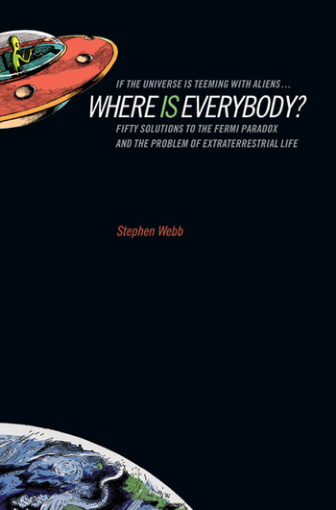 IF THE UNIVERSE IS TEEMING WITH ALIENS...
WHERE IS EVERYBODY?
FIFTY SOLUTIONS TO THE FERMI PARADOX
AND THE PROBLEM OF EXTRATERRESTRIAL LIFE
Stephen Webb